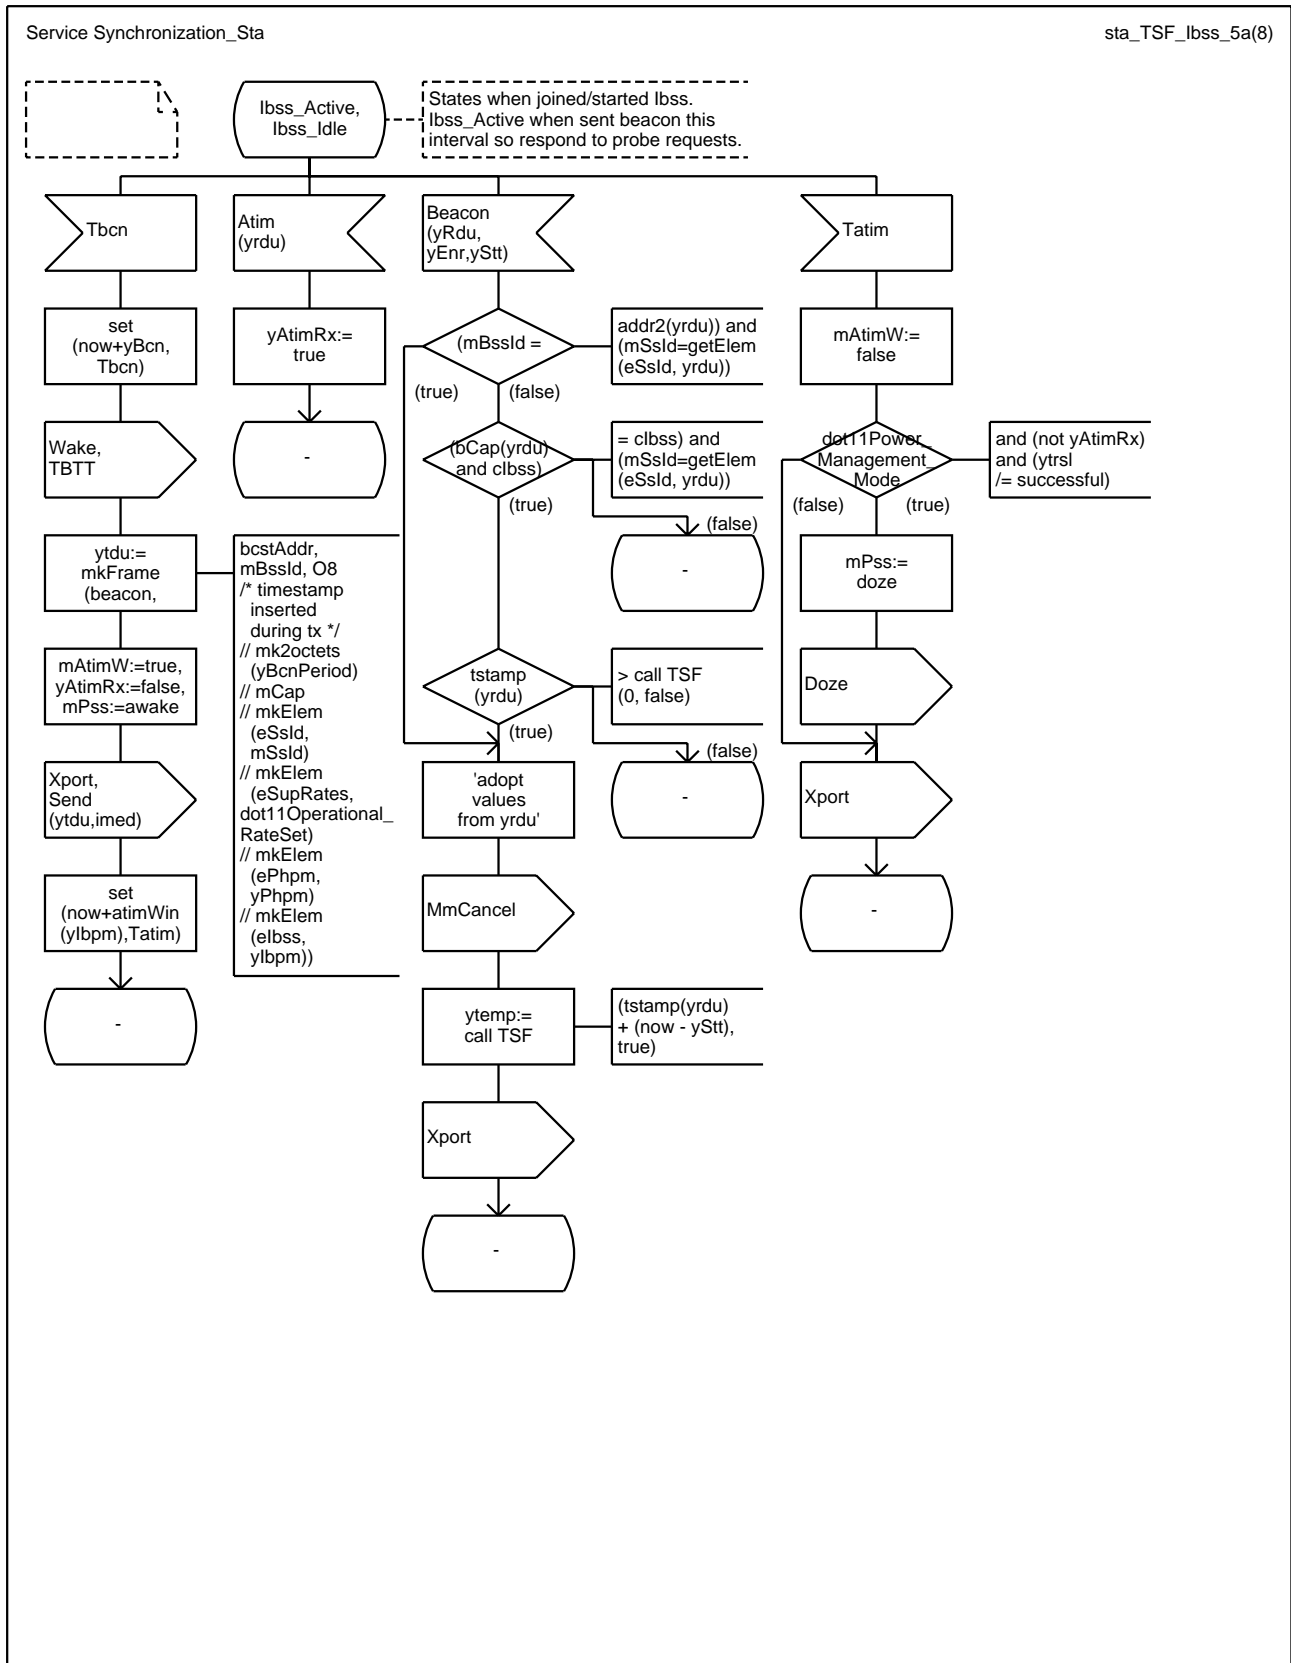 Service Synchronization_Sta
sta_TSF_Ibss_5a(8)
Ibss_Active,
Ibss_Idle
States when joined/started Ibss.
Ibss_Active when sent beacon this
interval so respond to probe requests.
Tbcn
set
(now+yBcn,
Tbcn)
Wake,
TBTT
ytdu:=
mkFrame
(beacon,
bcstAddr,
mBssId, O8
/* timestamp
inserted
during tx */
// mk2octets
(yBcnPeriod)
// mCap
// mkElem
(eSsId,
mSsId)
// mkElem
(eSupRates,
dot11Operational_
RateSet)
// mkElem
(ePhpm,
yPhpm)
// mkElem
(eIbss,
yIbpm))
mAtimW:=true,
yAtimRx:=false,
mPss:=awake
Xport,
Send
(ytdu,imed)
set
(now+atimWin
(yIbpm),Tatim)
-
Atim
(yrdu)
yAtimRx:=
true
-
Beacon
(yRdu,
yEnr,yStt)
(mBssId =
addr2(yrdu)) and
(mSsId=getElem
(eSsId, yrdu))
(true)
(false)
(bCap(yrdu)
and cIbss)
= cIbss) and
(mSsId=getElem
(eSsId, yrdu))
(true)
(false)
-
tstamp
(yrdu)
> call TSF
(0, false)
(true)
(false)
-
'adopt
values
from yrdu'
MmCancel
ytemp:=
call TSF
(tstamp(yrdu)
+ (now - yStt),
true)
Xport
-
Tatim
mAtimW:=
false
dot11Power_
Management_
Mode
and (not yAtimRx)
and (ytrsl
/= successful)
(false)
(true)
mPss:=
doze
Doze
Xport
-